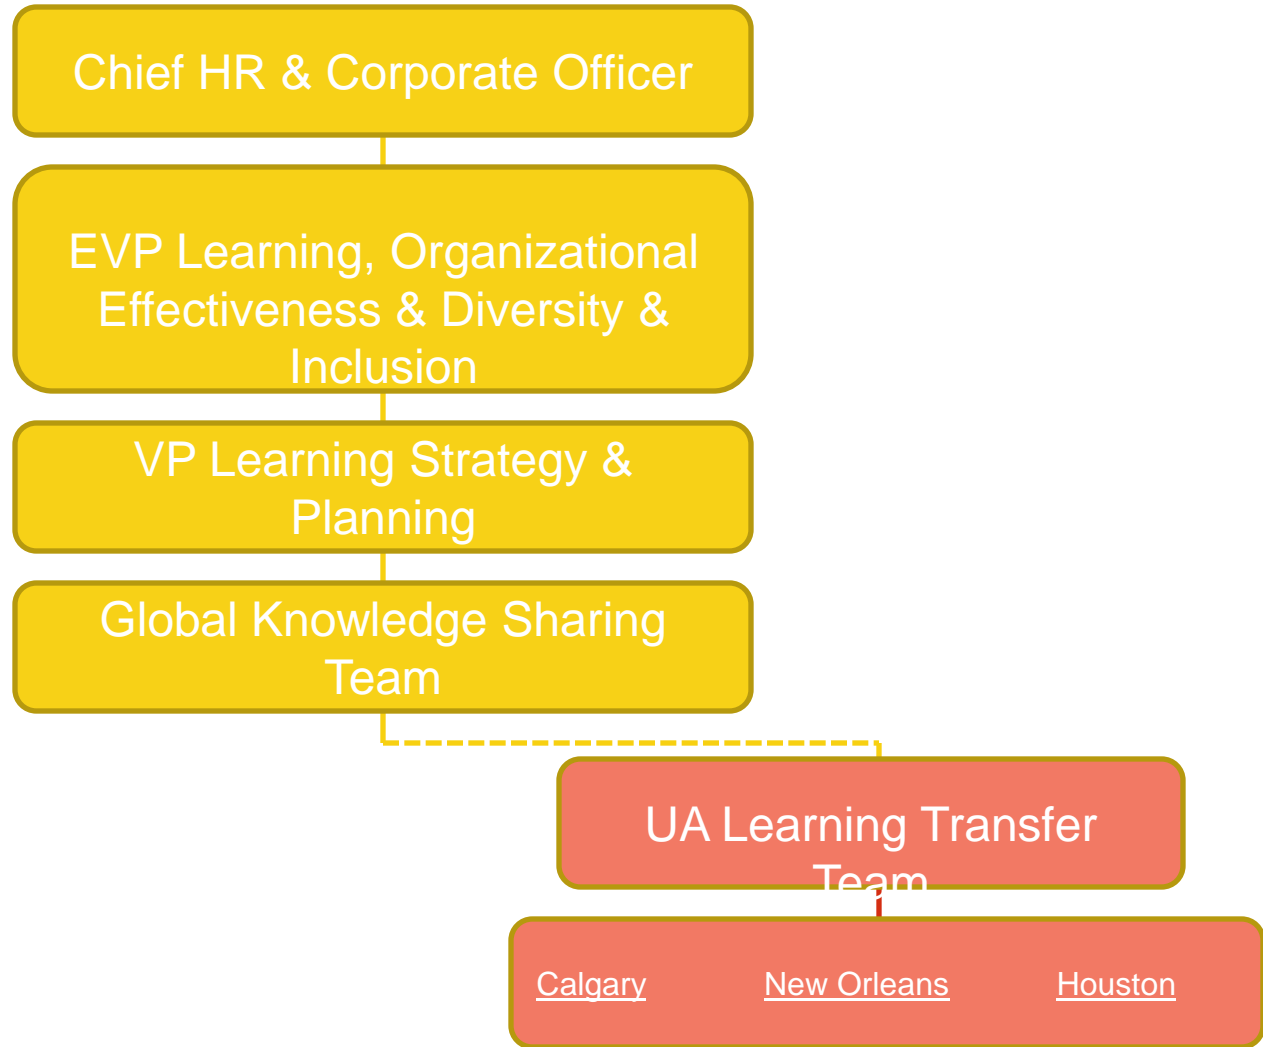 Chief HR & Corporate Officer
EVP Learning, Organizational
Effectiveness & Diversity &
Inclusion
VP Learning Strategy &
Planning
Global Knowledge Sharing
Team
UA Learning Transfer
Team
Calgary New Orleans Houston